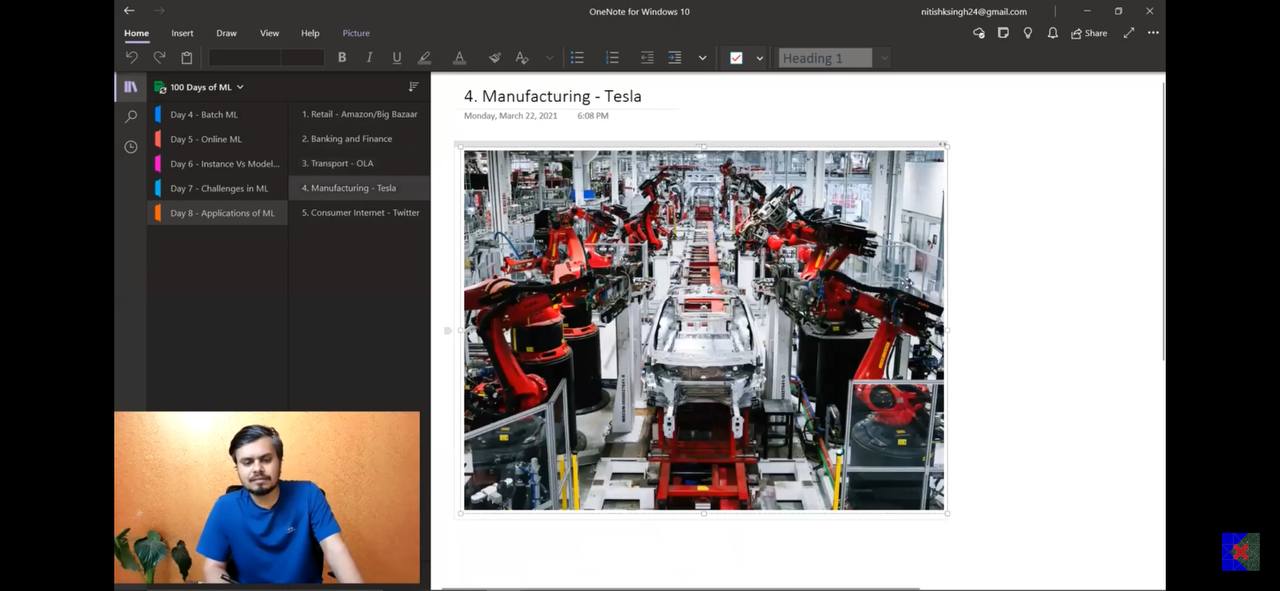 OneNote for Windows 10
nitishksingh24@gmail.com
Home
Insert
Draw
View
Help
Picture
Share
B
I
U
A
Heading 1
100 Days of ML
Day 4 - Batch ML
Day 5 - Online ML
Day 6 - Instance Vs Model...
Day 7 - Challenges in ML
Day 8 - Applications of ML
1. Retail - Amazon/Big Bazaar
2. Banking and Finance
3. Transport - OLA
4. Manufacturing - Tesla
5. Consumer Internet - Twitter
4. Manufacturing - Tesla
Monday, March 22, 2021 6:08 PM